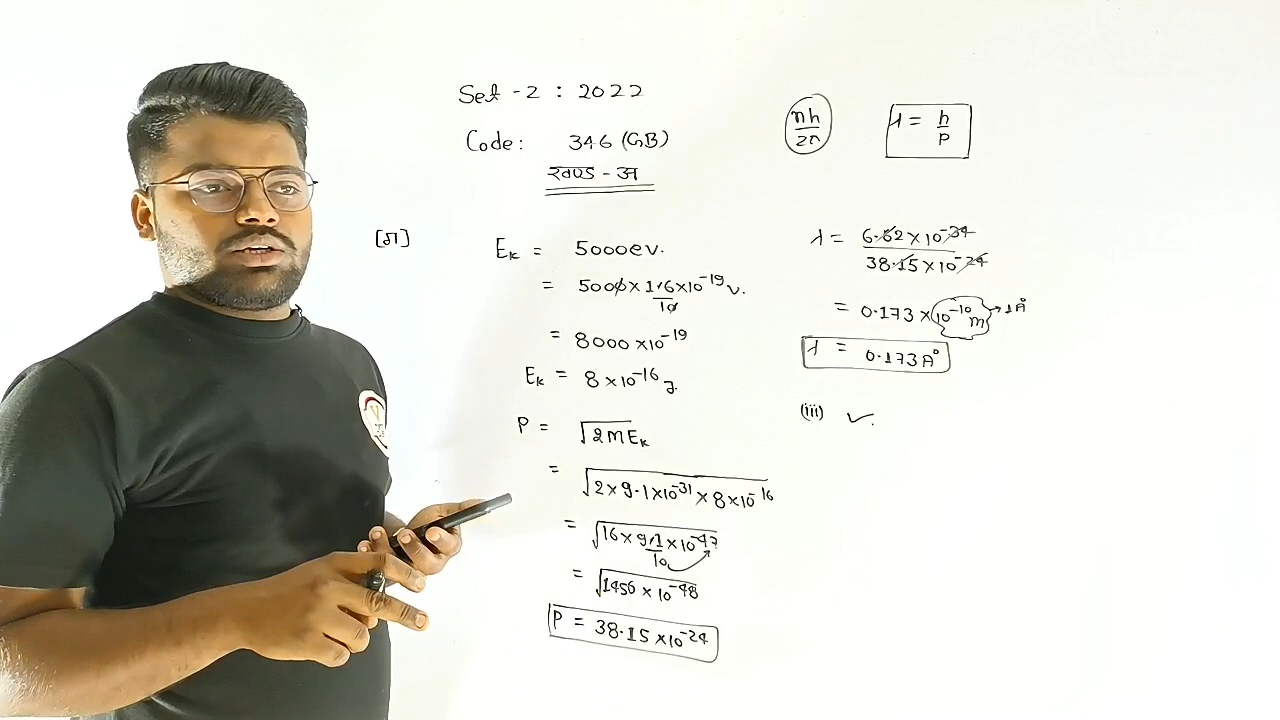 Set -2 : 2022
Code: 346 (GB)
खण्ड - अ
[ग]
Eₖ = 5000ev.
= 5000 × 1.6×10⁻¹⁹ v.
10
= 8000 ×10⁻¹⁹
Eₖ = 8 ×10⁻¹⁶ J.
P = √2MEₖ
= √2×9.1×10⁻³¹×8×10⁻¹⁶
= √16×9.1×10⁻⁴⁷
10
= √1456×10⁻⁴⁸
P = 38.15×10⁻²⁴
nh/2π
λ = h/P
λ = 6.62×10⁻³⁴
38.15×10⁻²⁴
= 0.173 × 10⁻¹⁰ m → 1A°
λ = 0.173A°
(iii) ✓.